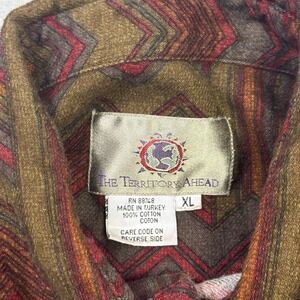 THE TERRITORY AHEAD
RN 88748
MADE IN TURKEY
100% COTTON
COTON
CARE CODE ON
REVERSE SIDE
XL